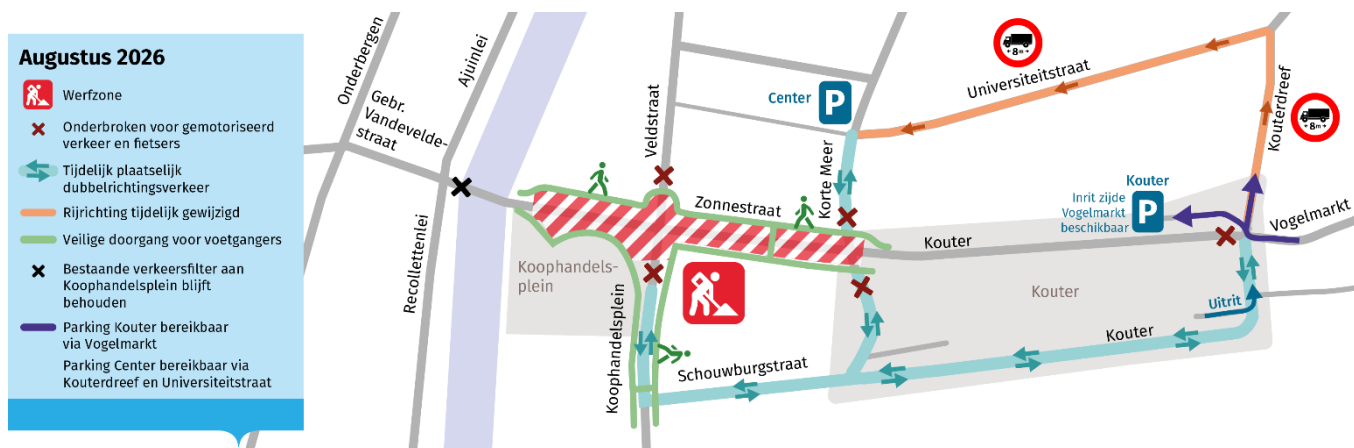 Augustus 2026
Werfzone
Onderbroken voor gemotoriseerd
verkeer en fietsers
Tijdelijk plaatselijk
dubbelrichtingsverkeer
Rijrichting tijdelijk gewijzigd
Veilige doorgang voor voetgangers
Bestaande verkeersfilter aan
Koophandelsplein blijft
behouden
Parking Kouter bereikbaar
via Vogelmarkt
Parking Center bereikbaar via
Kouterdreef en Universiteitstraat
Onderbergen
Ajuinlei
Gebr.
Vandevelde-
straat
Recollettenlei
Veldstraat
Zonnestraat
Koophandels-
plein
Koophandelsplein
Schouwburgstraat
Center
P
Korte Meer
8m
Universiteitstraat
8m
Kouterdreef
Kouter
P
Inrit zijde
Vogelmarkt
beschikbaar
Vogelmarkt
Kouter
Kouter
Uitrit
Kouter